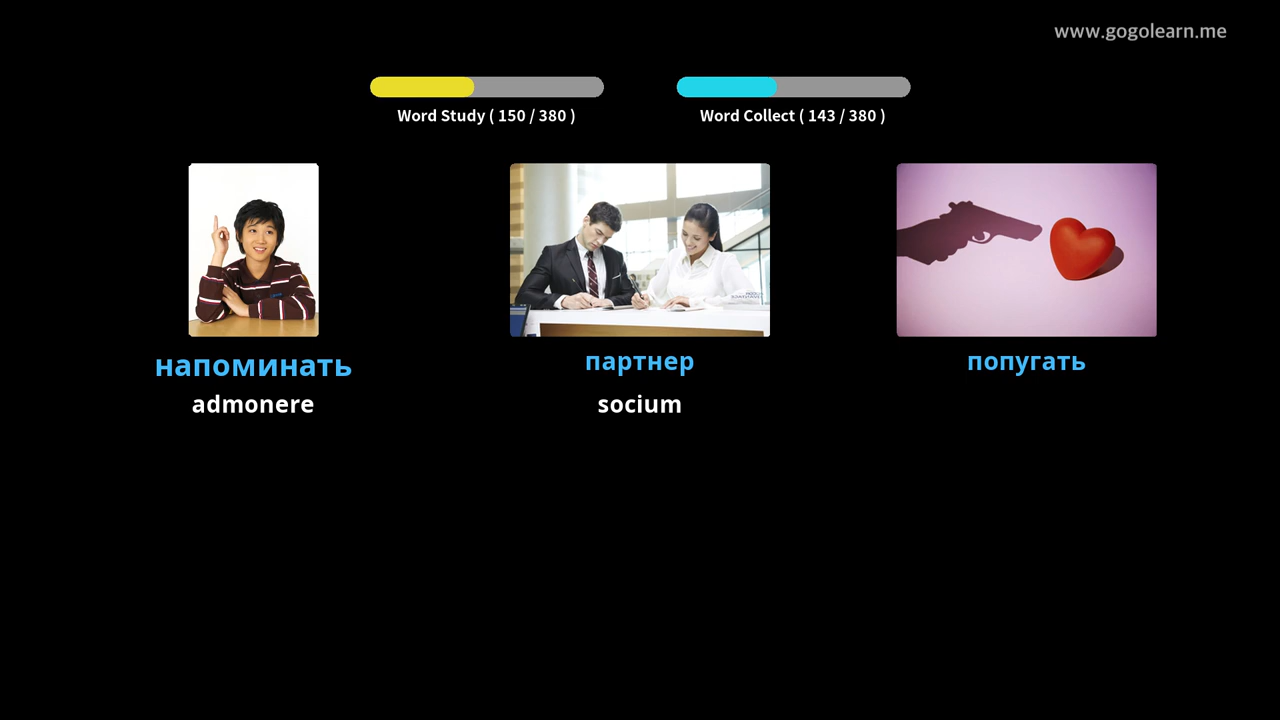 www.gogolearn.me
Word Study ( 150 / 380 )
Word Collect ( 143 / 380 )
напоминать
партнер
попугать
admonere
socium